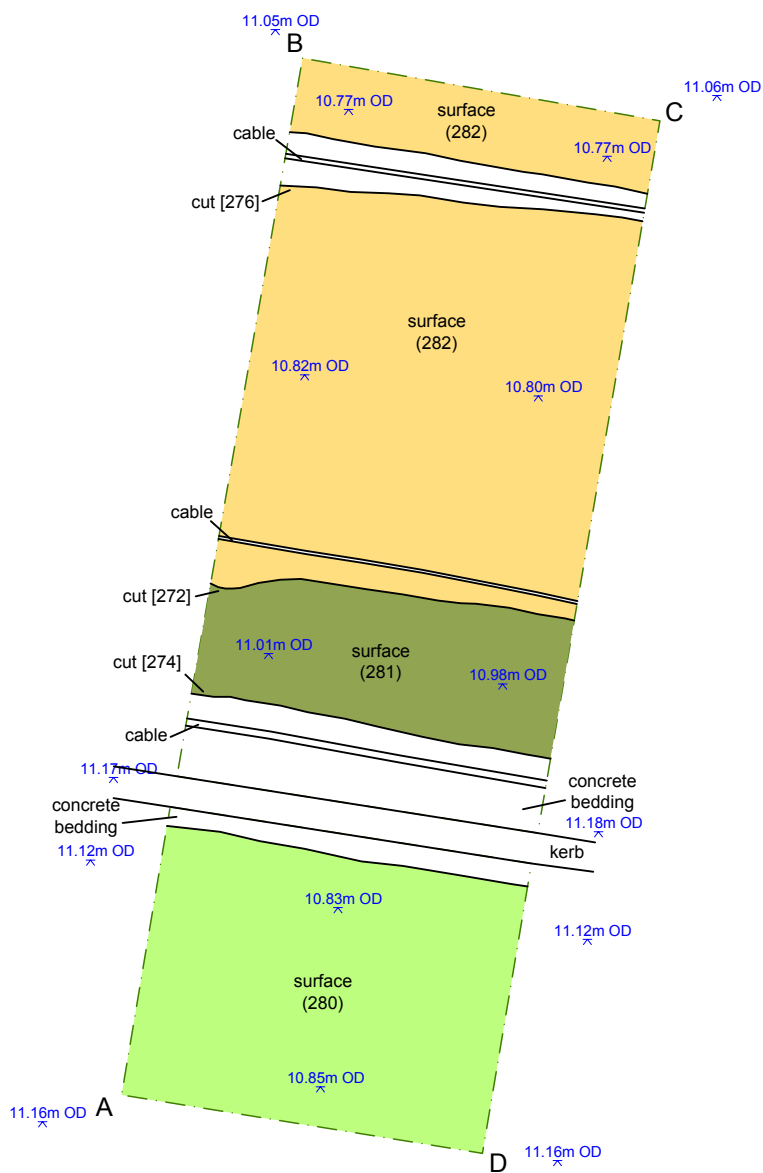 11.05m OD
B
11.06m OD
C
10.77m OD
surface
(282)
cable
10.77m OD
cut [276]
surface
(282)
10.82m OD
10.80m OD
cable
cut [272]
11.01m OD
surface
(281)
10.98m OD
cut [274]
cable
11.17m OD
concrete
bedding
concrete
bedding
11.18m OD
kerb
11.12m OD
10.83m OD
11.12m OD
surface
(280)
10.85m OD
A
11.16m OD
D
11.16m OD